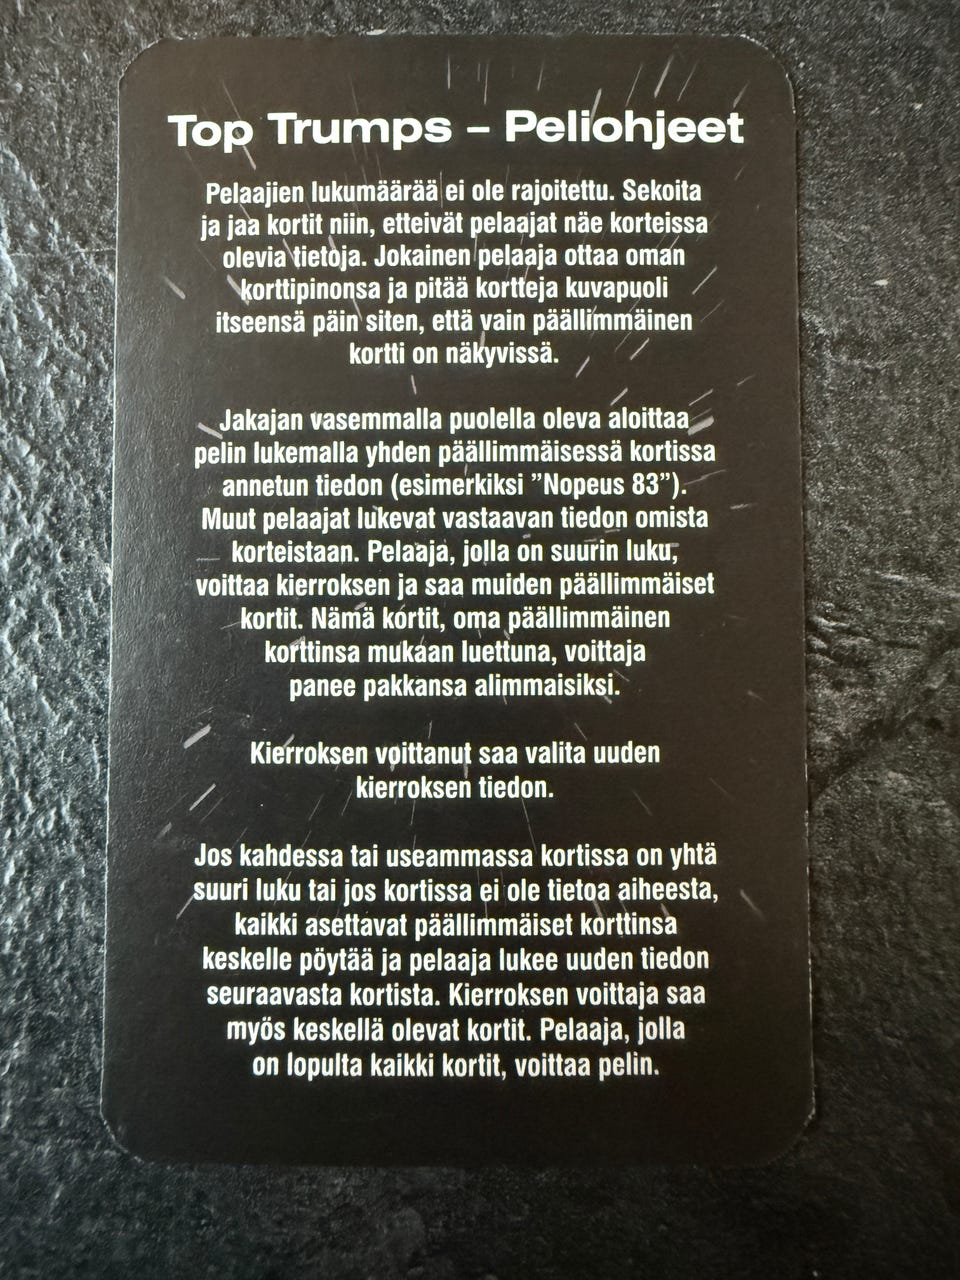 Top Trumps – Peliohjeet
Pelaajien lukumäärää ei ole rajoitettu. Sekoita
ja jaa kortit niin, etteivät pelaajat näe korteissa
olevia tietoja. Jokainen pelaaja ottaa oman
korttipinonsa ja pitää kortteja kuvapuoli
itseensä päin siten, että vain päällimmäinen
kortti on näkyvissä.
Jakajan vasemmalla puolella oleva aloittaa
pelin lukemalla yhden päällimmäisessä kortissa
annetun tiedon (esimerkiksi ”Nopeus 83”).
Muut pelaajat lukevat vastaavan tiedon omista
korteistaan. Pelaaja, jolla on suurin luku,
voittaa kierroksen ja saa muiden päällimmäiset
kortit. Nämä kortit, oma päällimmäinen
korttinsa mukaan luettuna, voittaja
panee pakkansa alimmaisiksi.
Kierroksen voittanut saa valita uuden
kierroksen tiedon.
Jos kahdessa tai useammassa kortissa on yhtä
suuri luku tai jos kortissa ei ole tietoa aiheesta,
kaikki asettavat päällimmäiset korttinsa
keskelle pöytää ja pelaaja lukee uuden tiedon
seuraavasta kortista. Kierroksen voittaja saa
myös keskellä olevat kortit. Pelaaja, jolla
on lopulta kaikki kortit, voittaa pelin.